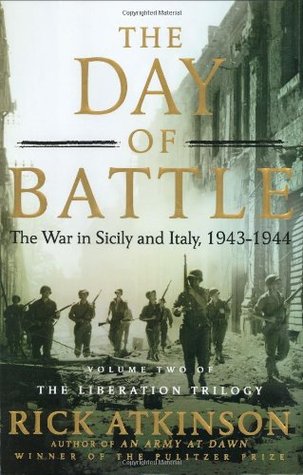 THE
DAY
OF
BATTLE
The War in Sicily and Italy, 1943-1944
VOLUME TWO OF
THE LIBERATION TRILOGY
RICK ATKINSON
AUTHOR OF AN ARMY AT DAWN
WINNER OF THE PULITZER PRIZE